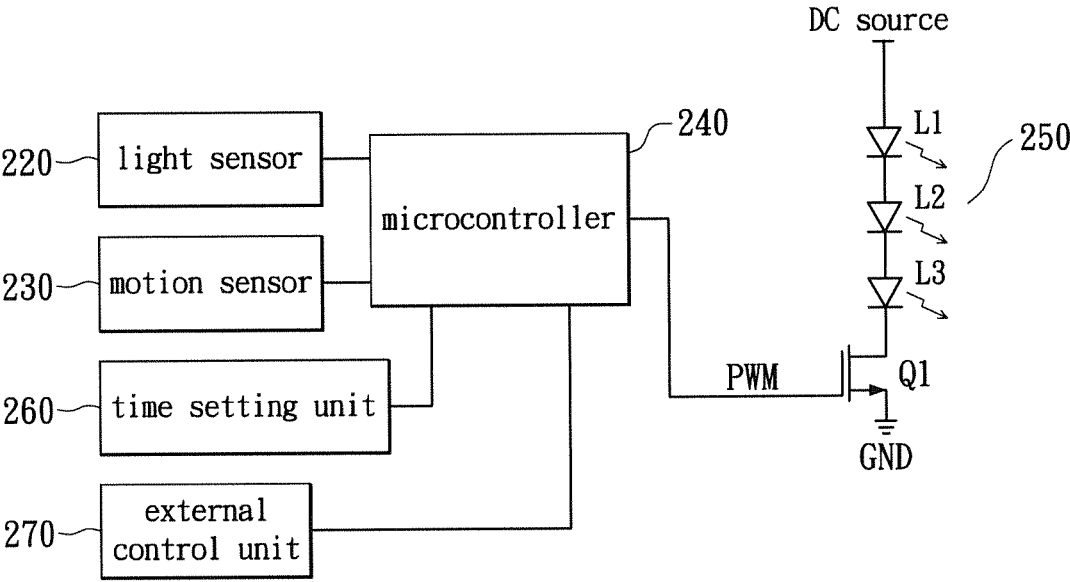 DC source
L1
240
220
light sensor
250
L2
microcontroller
230
motion sensor
L3
PWM
Q1
260
time setting unit
GND
270
external
control unit